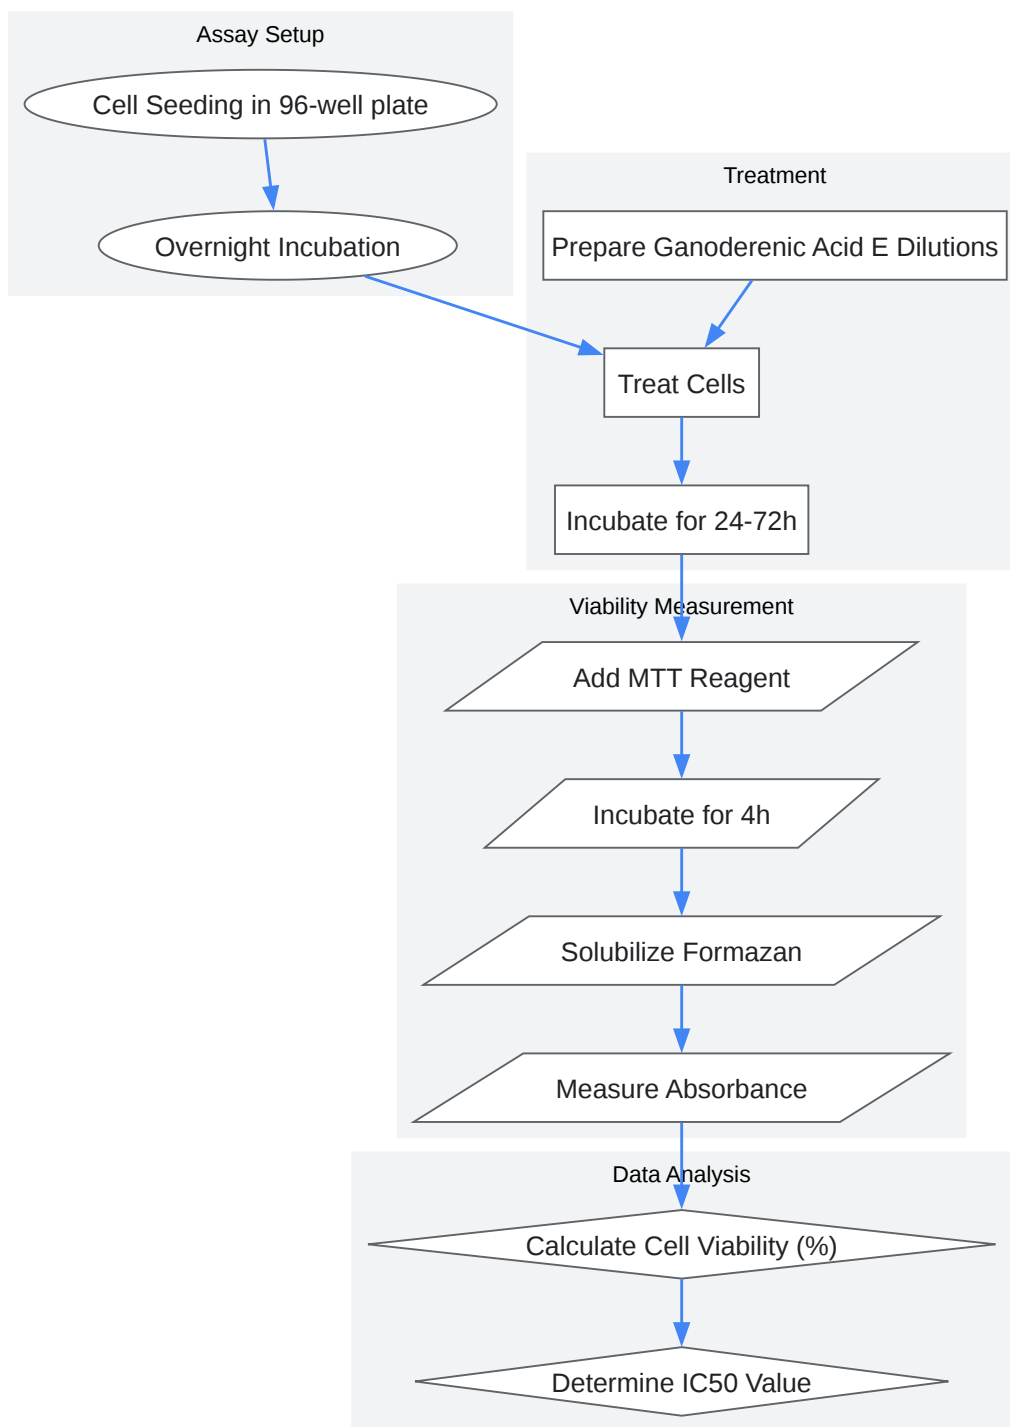 Assay Setup
Cell Seeding in 96-well plate
Overnight Incubation
Treatment
Prepare Ganoderenic Acid E Dilutions
Treat Cells
Incubate for 24-72h
Viability Measurement
Add MTT Reagent
Incubate for 4h
Solubilize Formazan
Measure Absorbance
Data Analysis
Calculate Cell Viability (%)
Determine IC50 Value